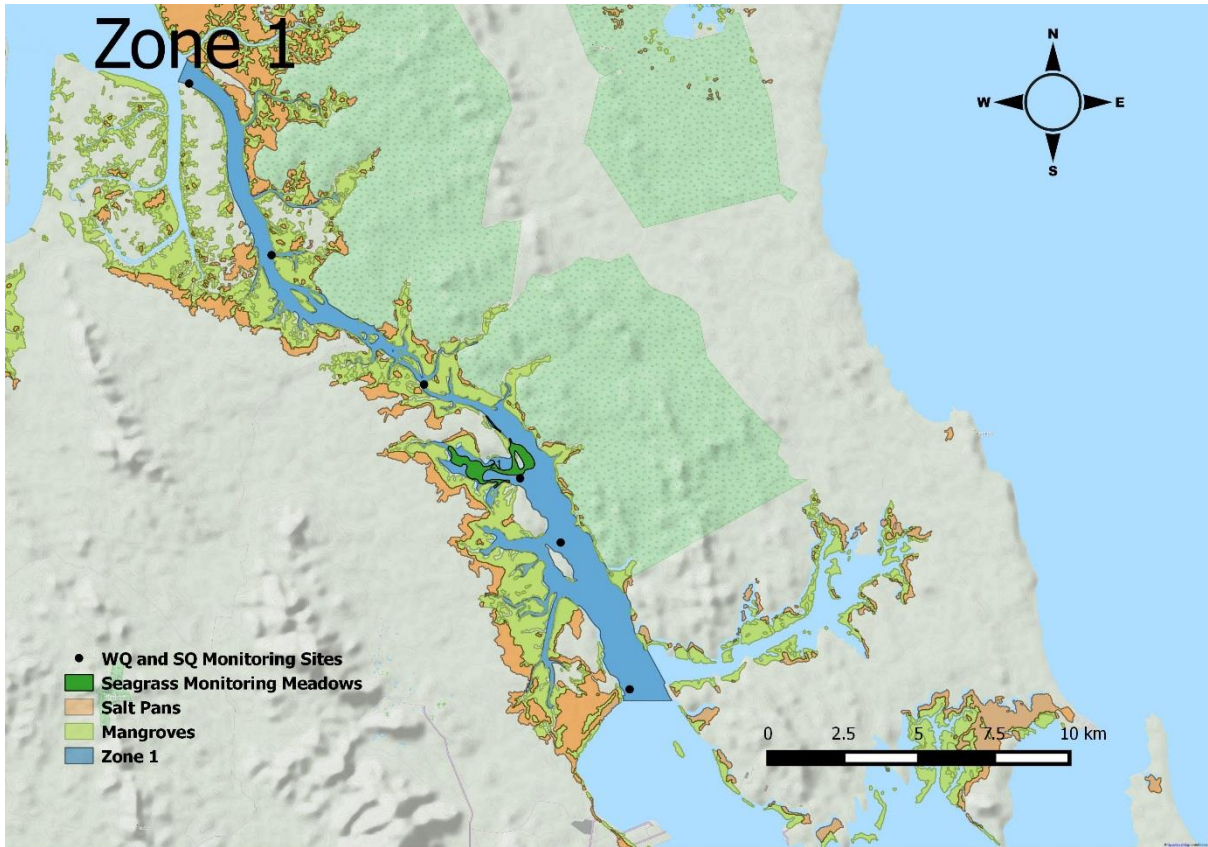 Zone 1
N
W
E
S
WQ and SQ Monitoring Sites
Seagrass Monitoring Meadows
Salt Pans
Mangroves
Zone 1
0 2.5 5 7.5 10 km